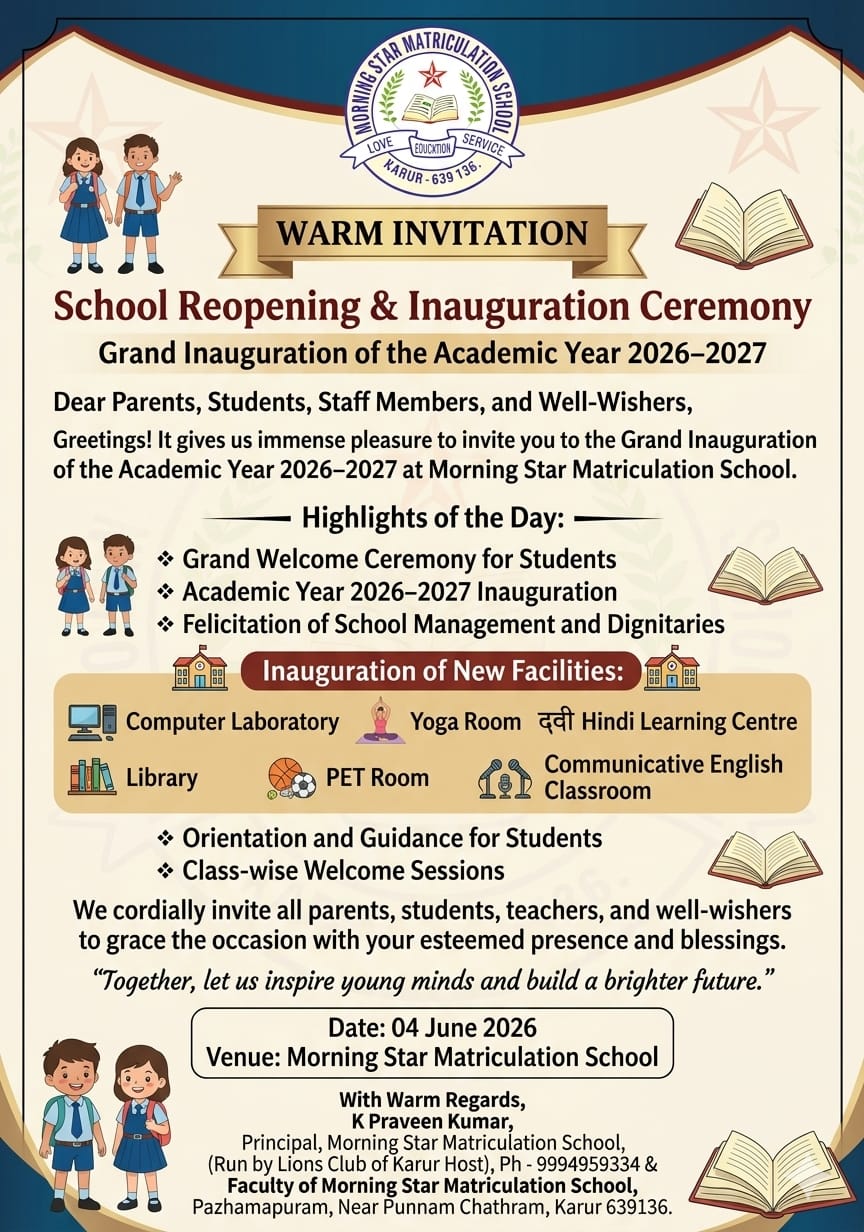 MORNING STAR MATRICULATION SCHOOL
LOVE EDUCKTION SERVICE
KARUR - 639 136.
WARM INVITATION
School Reopening & Inauguration Ceremony
Grand Inauguration of the Academic Year 2026–2027
Dear Parents, Students, Staff Members, and Well-Wishers,
Greetings! It gives us immense pleasure to invite you to the Grand Inauguration
of the Academic Year 2026–2027 at Morning Star Matriculation School.
Highlights of the Day:
❖ Grand Welcome Ceremony for Students
❖ Academic Year 2026–2027 Inauguration
❖ Felicitation of School Management and Dignitaries
Inauguration of New Facilities:
Computer Laboratory
Yoga Room
दवी Hindi Learning Centre
Library
PET Room
Communicative English
Classroom
❖ Orientation and Guidance for Students
❖ Class-wise Welcome Sessions
We cordially invite all parents, students, teachers, and well-wishers
to grace the occasion with your esteemed presence and blessings.
“Together, let us inspire young minds and build a brighter future.”
Date: 04 June 2026
Venue: Morning Star Matriculation School
With Warm Regards,
K Praveen Kumar,
Principal, Morning Star Matriculation School,
(Run by Lions Club of Karur Host), Ph - 9994959334 &
Faculty of Morning Star Matriculation School,
Pazhamapuram, Near Punnam Chathram, Karur 639136.